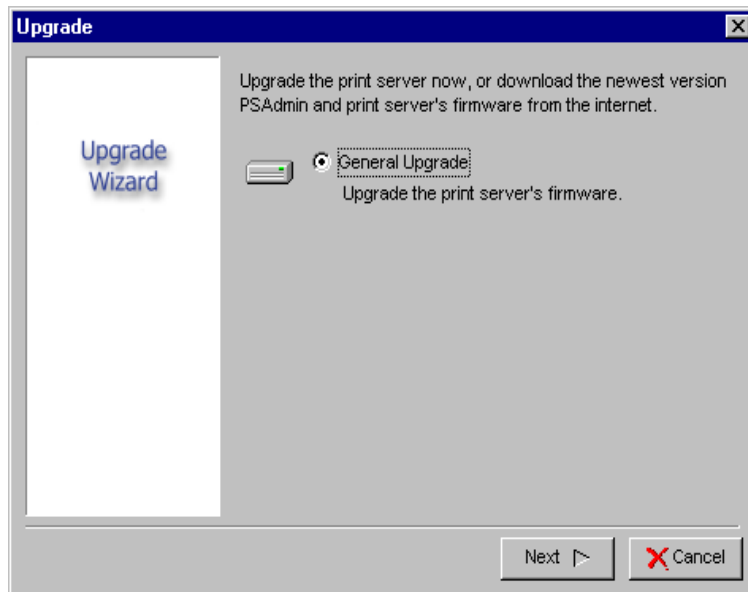 Upgrade
Upgrade the print server now, or download the newest version
PSAdmin and print server's firmware from the internet.
Upgrade
Wizard
General Upgrade
Upgrade the print server's firmware.
Next
Cancel